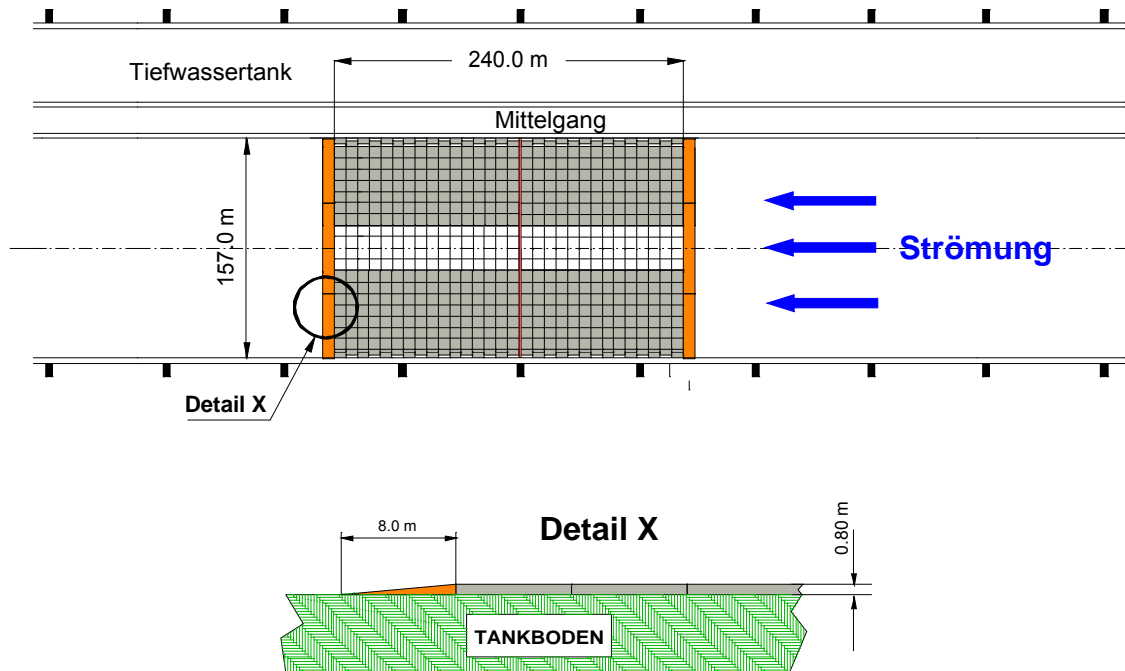 240.0 m
Tiefwassertank
Mittelgang
157.0 m
Strömung
Detail X
8.0 m
Detail X
0.80 m
TANKBODEN